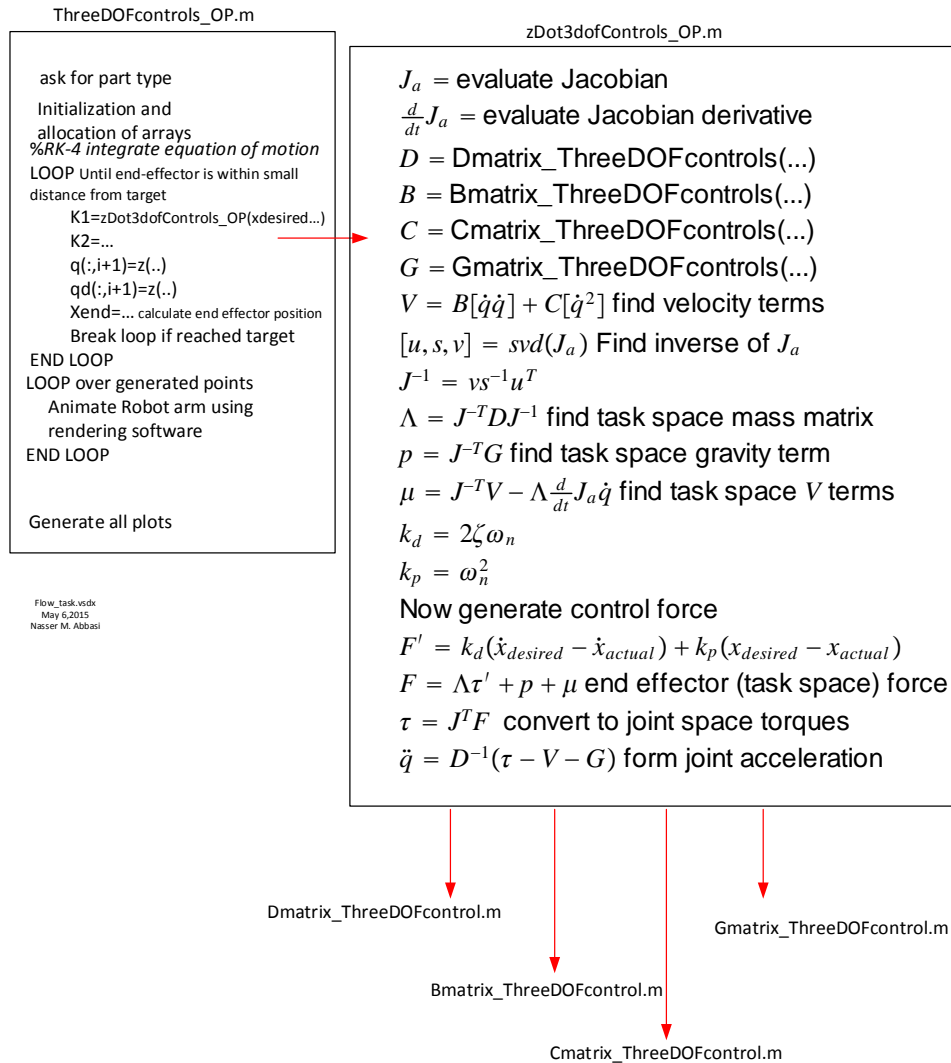 ThreeDOFcontrols_OP.m
ask for part type
Initialization and
allocation of arrays
%RK-4 integrate equation of motion
LOOP Until end-effector is within small
distance from target
K1=zDot3dofControls_OP(xdesired...)
K2=...
q(:,i+1)=z(..)
qd(:,i+1)=z(..)
Xend=... calculate end effector position
Break loop if reached target
END LOOP
LOOP over generated points
Animate Robot arm using
rendering software
END LOOP
Generate all plots
Flow_task.vsdx
May 6,2015
Nasser M. Abbasi
zDot3dofControls_OP.m
J_a = evaluate Jacobian
d/dt J_a = evaluate Jacobian derivative
D = Dmatrix_ThreeDOFcontrols(...)
B = Bmatrix_ThreeDOFcontrols(...)
C = Cmatrix_ThreeDOFcontrols(...)
G = Gmatrix_ThreeDOFcontrols(...)
V = B[q̇q̇] + C[q̇²] find velocity terms
[u, s, v] = svd(J_a) Find inverse of J_a
J⁻¹ = vs⁻¹uᵀ
Λ = J⁻ᵀDJ⁻¹ find task space mass matrix
p = J⁻ᵀG find task space gravity term
μ = J⁻ᵀV − Λ d/dt J_a q̇ find task space V terms
k_d = 2ζω_n
k_p = ω_n²
Now generate control force
F′ = k_d(ẋ_desired − ẋ_actual) + k_p(x_desired − x_actual)
F = Λτ′ + p + μ end effector (task space) force
τ = JᵀF convert to joint space torques
q̈ = D⁻¹(τ − V − G) form joint acceleration
Dmatrix_ThreeDOFcontrol.m
Gmatrix_ThreeDOFcontrol.m
Bmatrix_ThreeDOFcontrol.m
Cmatrix_ThreeDOFcontrol.m